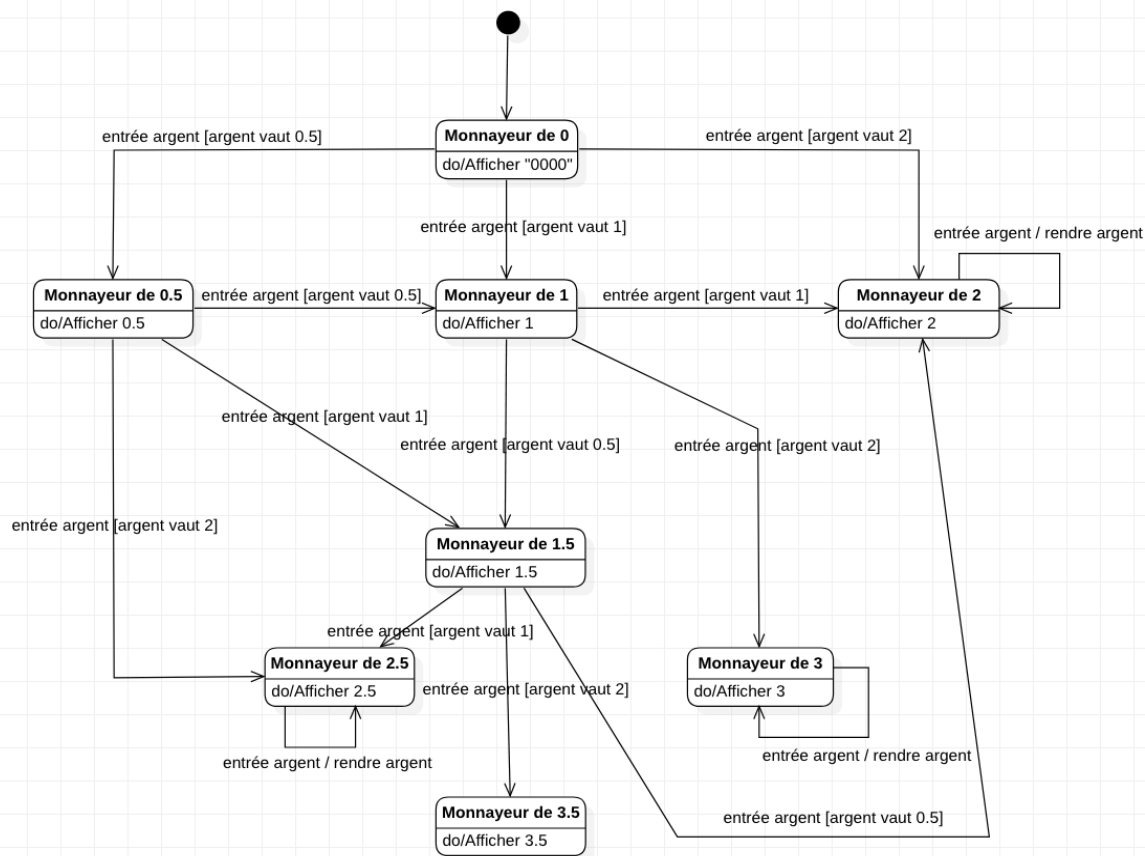 entrée argent [argent vaut 0.5]
Monnayeur de 0
entrée argent [argent vaut 2]
do/Afficher "0000"
entrée argent [argent vaut 1]
entrée argent / rendre argent
Monnayeur de 0.5
entrée argent [argent vaut 0.5]
Monnayeur de 1
entrée argent [argent vaut 1]
Monnayeur de 2
do/Afficher 0.5
do/Afficher 1
do/Afficher 2
entrée argent [argent vaut 1]
entrée argent [argent vaut 0.5]
entrée argent [argent vaut 2]
entrée argent [argent vaut 2]
Monnayeur de 1.5
do/Afficher 1.5
entrée argent [argent vaut 1]
Monnayeur de 2.5
do/Afficher 2.5
entrée argent [argent vaut 2]
Monnayeur de 3
do/Afficher 3
entrée argent / rendre argent
entrée argent / rendre argent
Monnayeur de 3.5
do/Afficher 3.5
entrée argent [argent vaut 0.5]